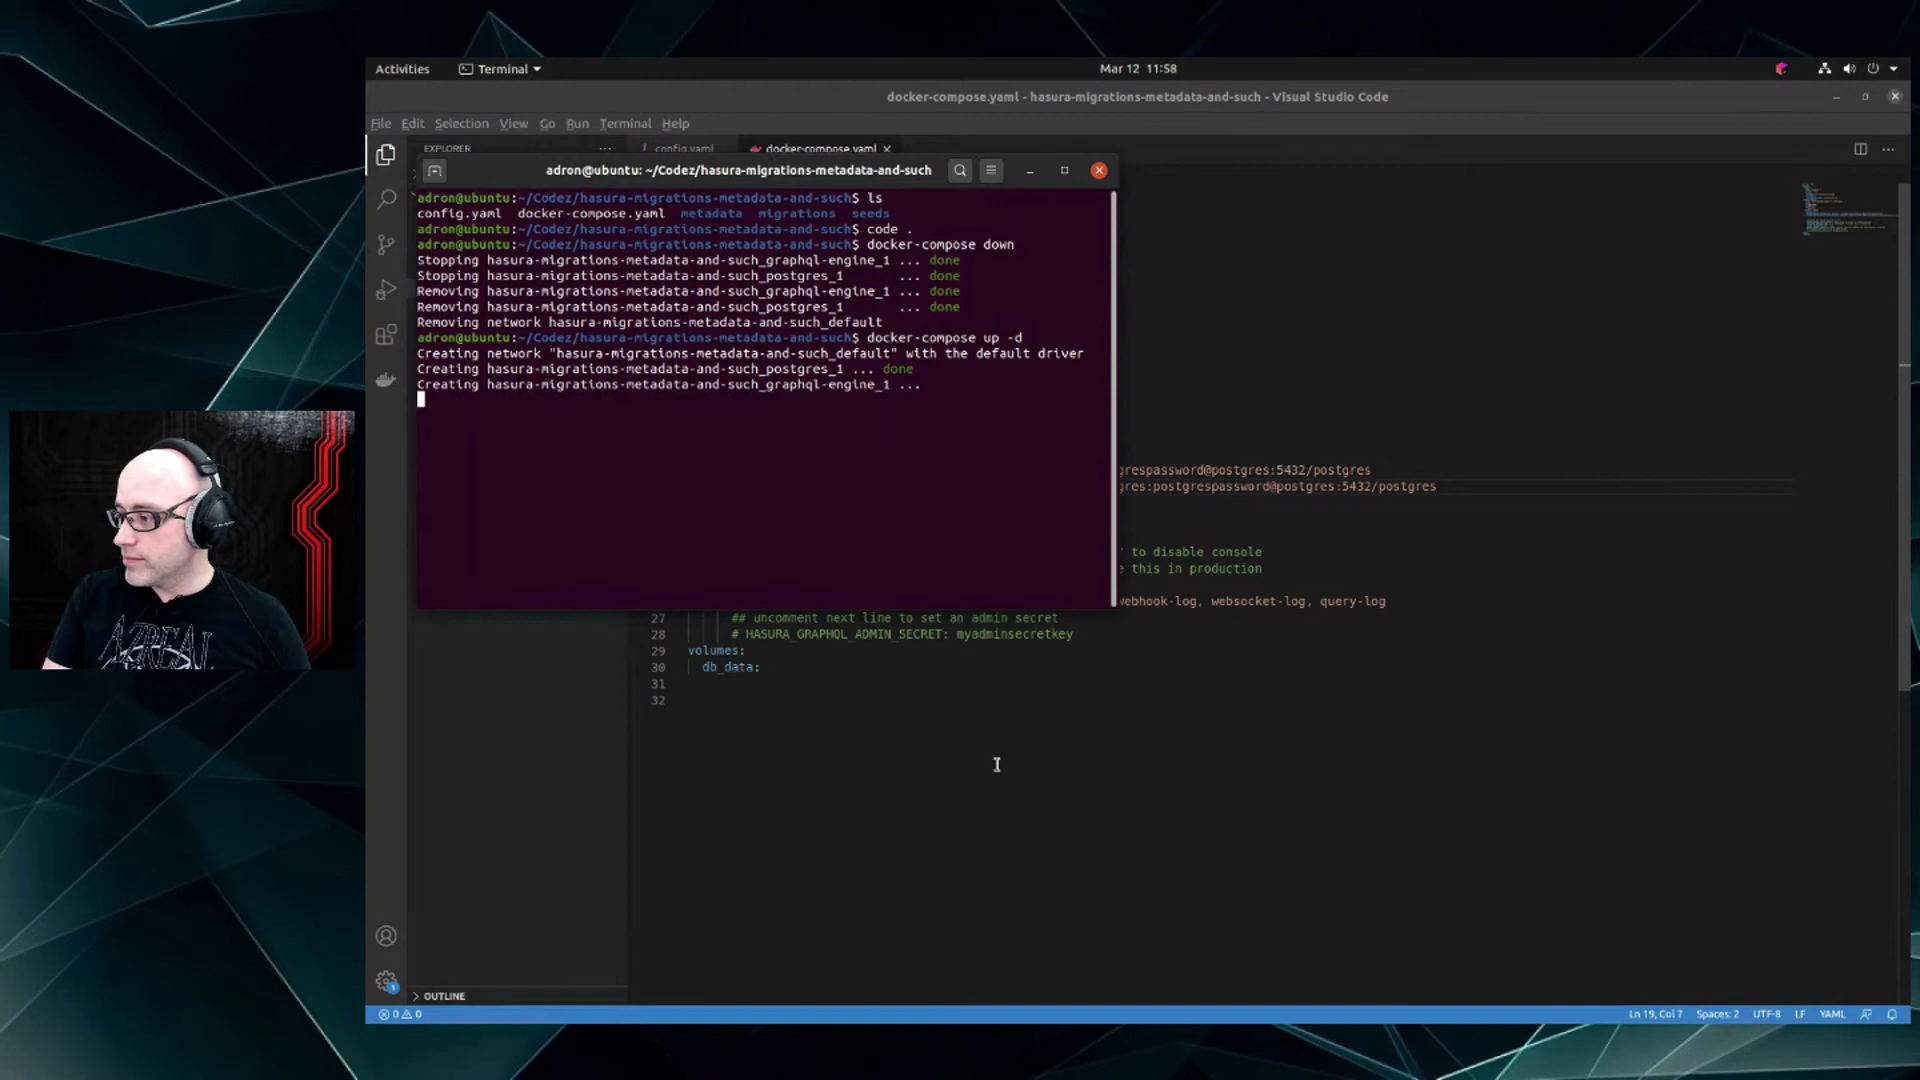 Activities
Terminal
Mar 12 11:58
docker-compose.yaml - hasura-migrations-metadata-and-such - Visual Studio Code
File Edit Selection View Go Run Terminal Help
EXPLORER ... config.yaml docker-compose.yaml
adron@ubuntu: ~/Codez/hasura-migrations-metadata-and-such
adron@ubuntu:~/Codez/hasura-migrations-metadata-and-such$ ls
config.yaml docker-compose.yaml metadata migrations seeds
adron@ubuntu:~/Codez/hasura-migrations-metadata-and-such$ code .
adron@ubuntu:~/Codez/hasura-migrations-metadata-and-such$ docker-compose down
Stopping hasura-migrations-metadata-and-such_graphql-engine_1 ... done
Stopping hasura-migrations-metadata-and-such_postgres_1 ... done
Removing hasura-migrations-metadata-and-such_graphql-engine_1 ... done
Removing hasura-migrations-metadata-and-such_postgres_1 ... done
Removing network hasura-migrations-metadata-and-such_default
adron@ubuntu:~/Codez/hasura-migrations-metadata-and-such$ docker-compose up -d
Creating network "hasura-migrations-metadata-and-such_default" with the default driver
Creating hasura-migrations-metadata-and-such_postgres_1 ... done
Creating hasura-migrations-metadata-and-such_graphql-engine_1 ...
grespassword@postgres:5432/postgres
gres:postgrespassword@postgres:5432/postgres
' to disable console
e this in production
webhook-log, websocket-log, query-log
27 ## uncomment next line to set an admin secret
28 # HASURA_GRAPHQL_ADMIN_SECRET: myadminsecretkey
29 volumes:
30 db_data:
31
32
AZREAL
OUTLINE
0 0
Ln 19, Col 7 Spaces: 2 UTF-8 LF YAML